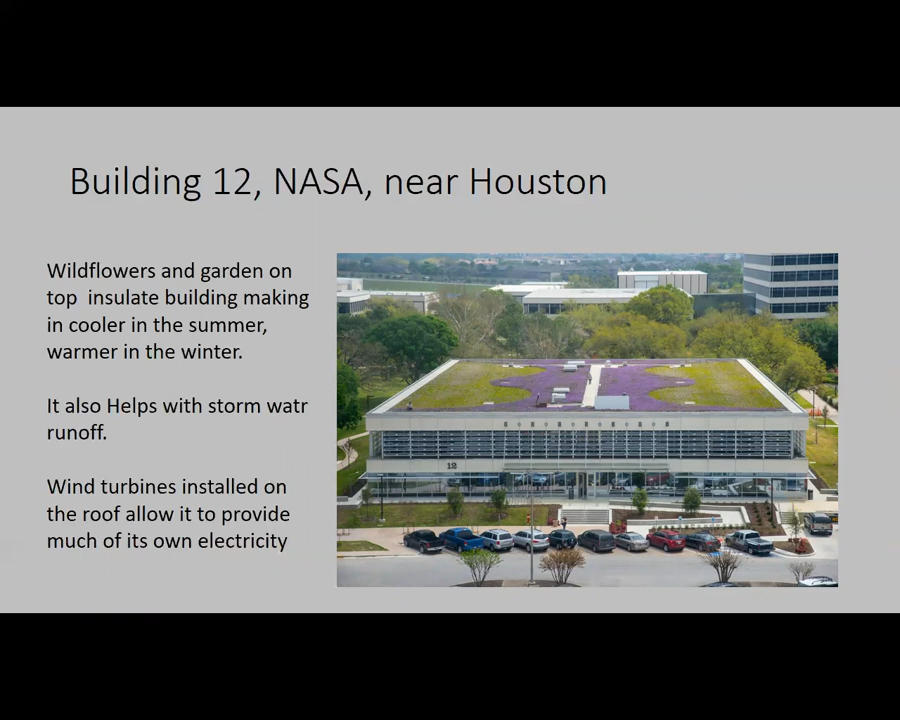 Building 12, NASA, near Houston
Wildflowers and garden on
top  insulate building making
in cooler in the summer,
warmer in the winter.
It also Helps with storm watr
runoff.
Wind turbines installed on
the roof allow it to provide
much of its own electricity
12